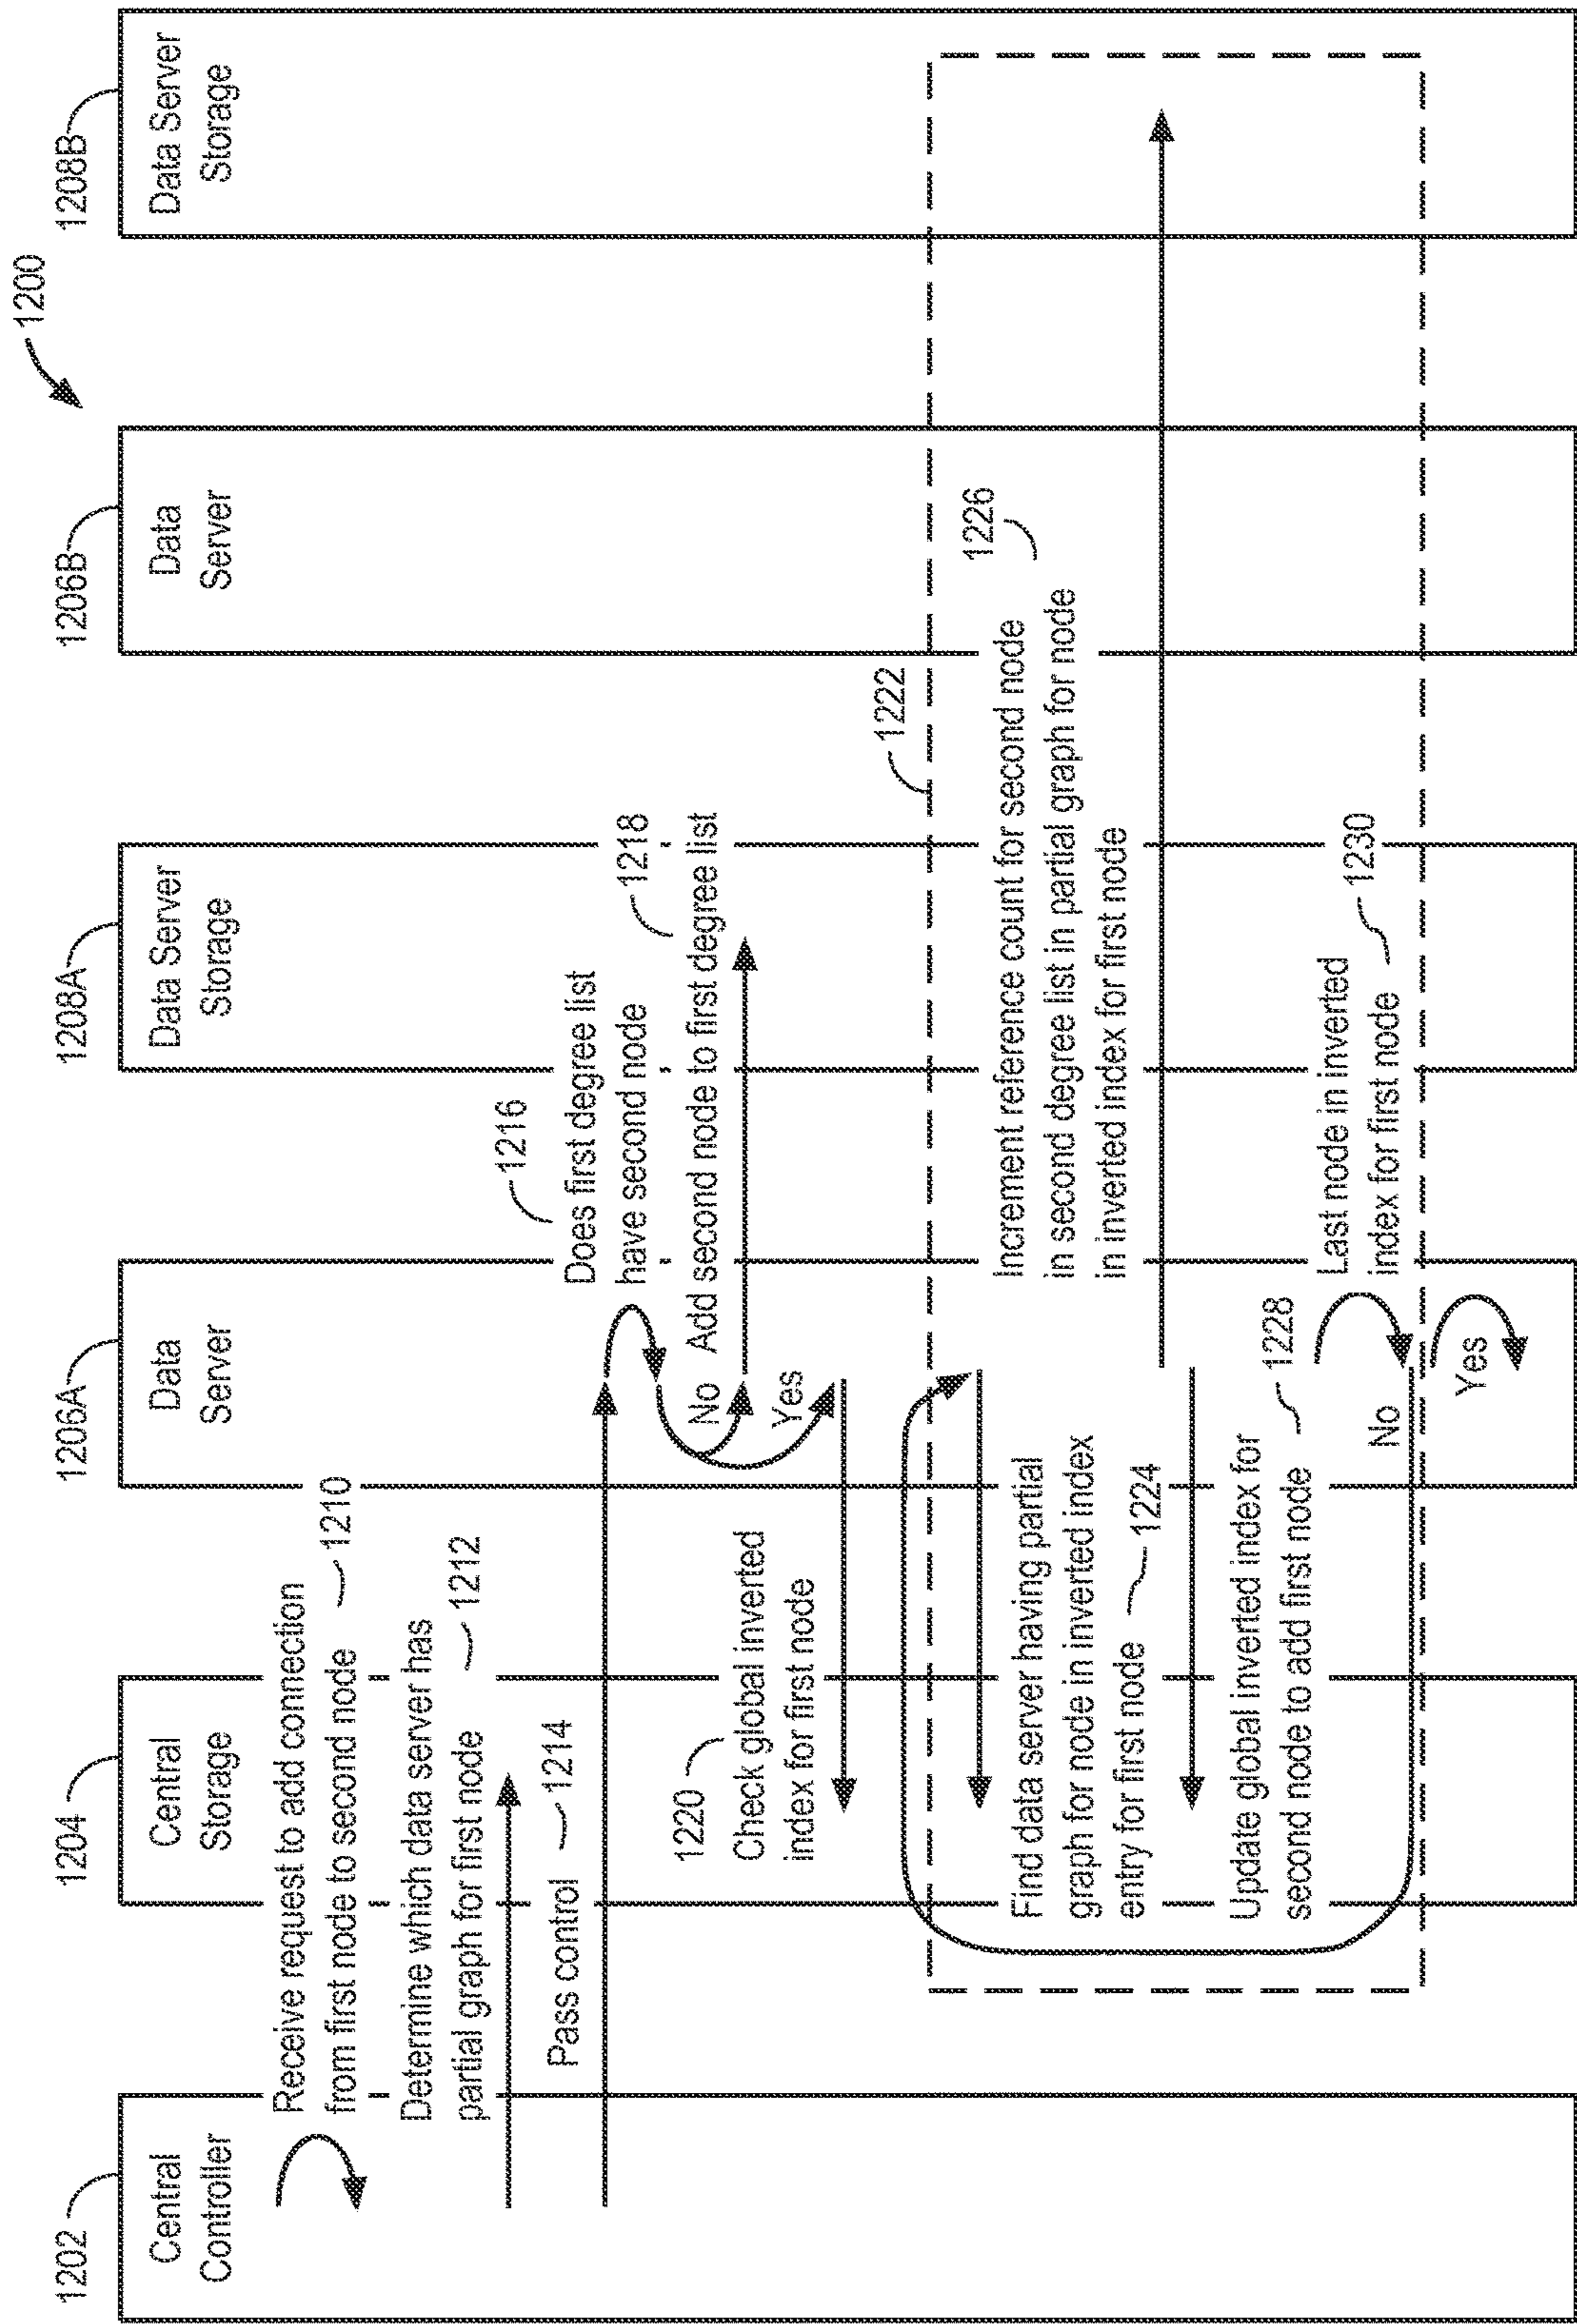 1200
1202
1204
1206A
1208A
1206B
1208B
Central
Controller
Central
Storage
Data
Server
Data Server
Storage
Data
Server
Data Server
Storage
Receive request to add connection
from first node to second node
1210
Determine which data server has
partial graph for first node
1212
Pass control
1214
1216
Does first degree list
have second node
1218
No
Add second node to first degree list
Yes
1220
Check global inverted
index for first node
1222
Find data server having partial
graph for node in inverted index
entry for first node
1224
1226
Increment reference count for second node
in second degree list in partial graph for node
in inverted index for first node
1228
Update global inverted index for
second node to add first node
Last node in inverted
index for first node
1230
No
Yes